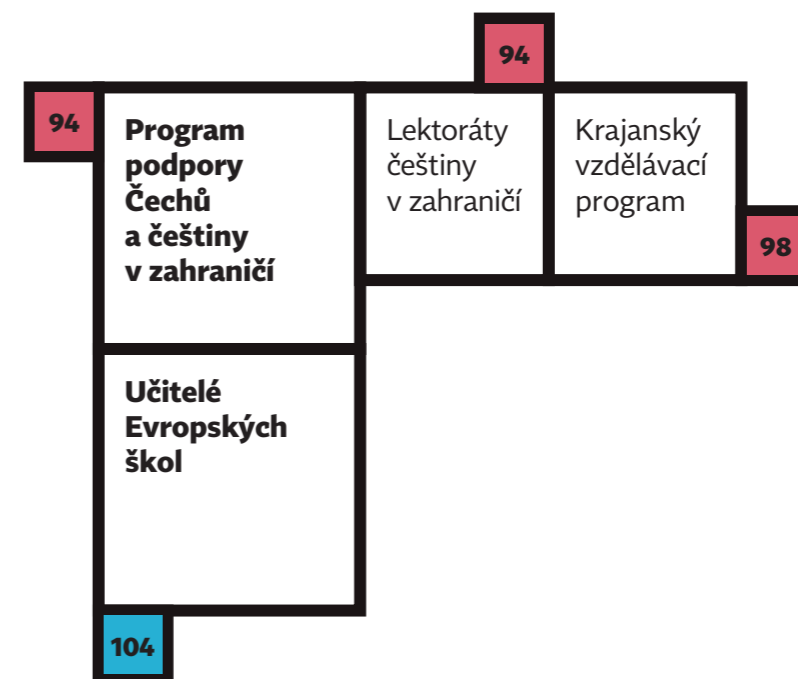 94
94
Program
podpory
Čechů
a češtiny
v zahraničí
Lektoráty
češtiny
v zahraničí
Krajanský
vzdělávací
program
98
Učitelé
Evropských
škol
104